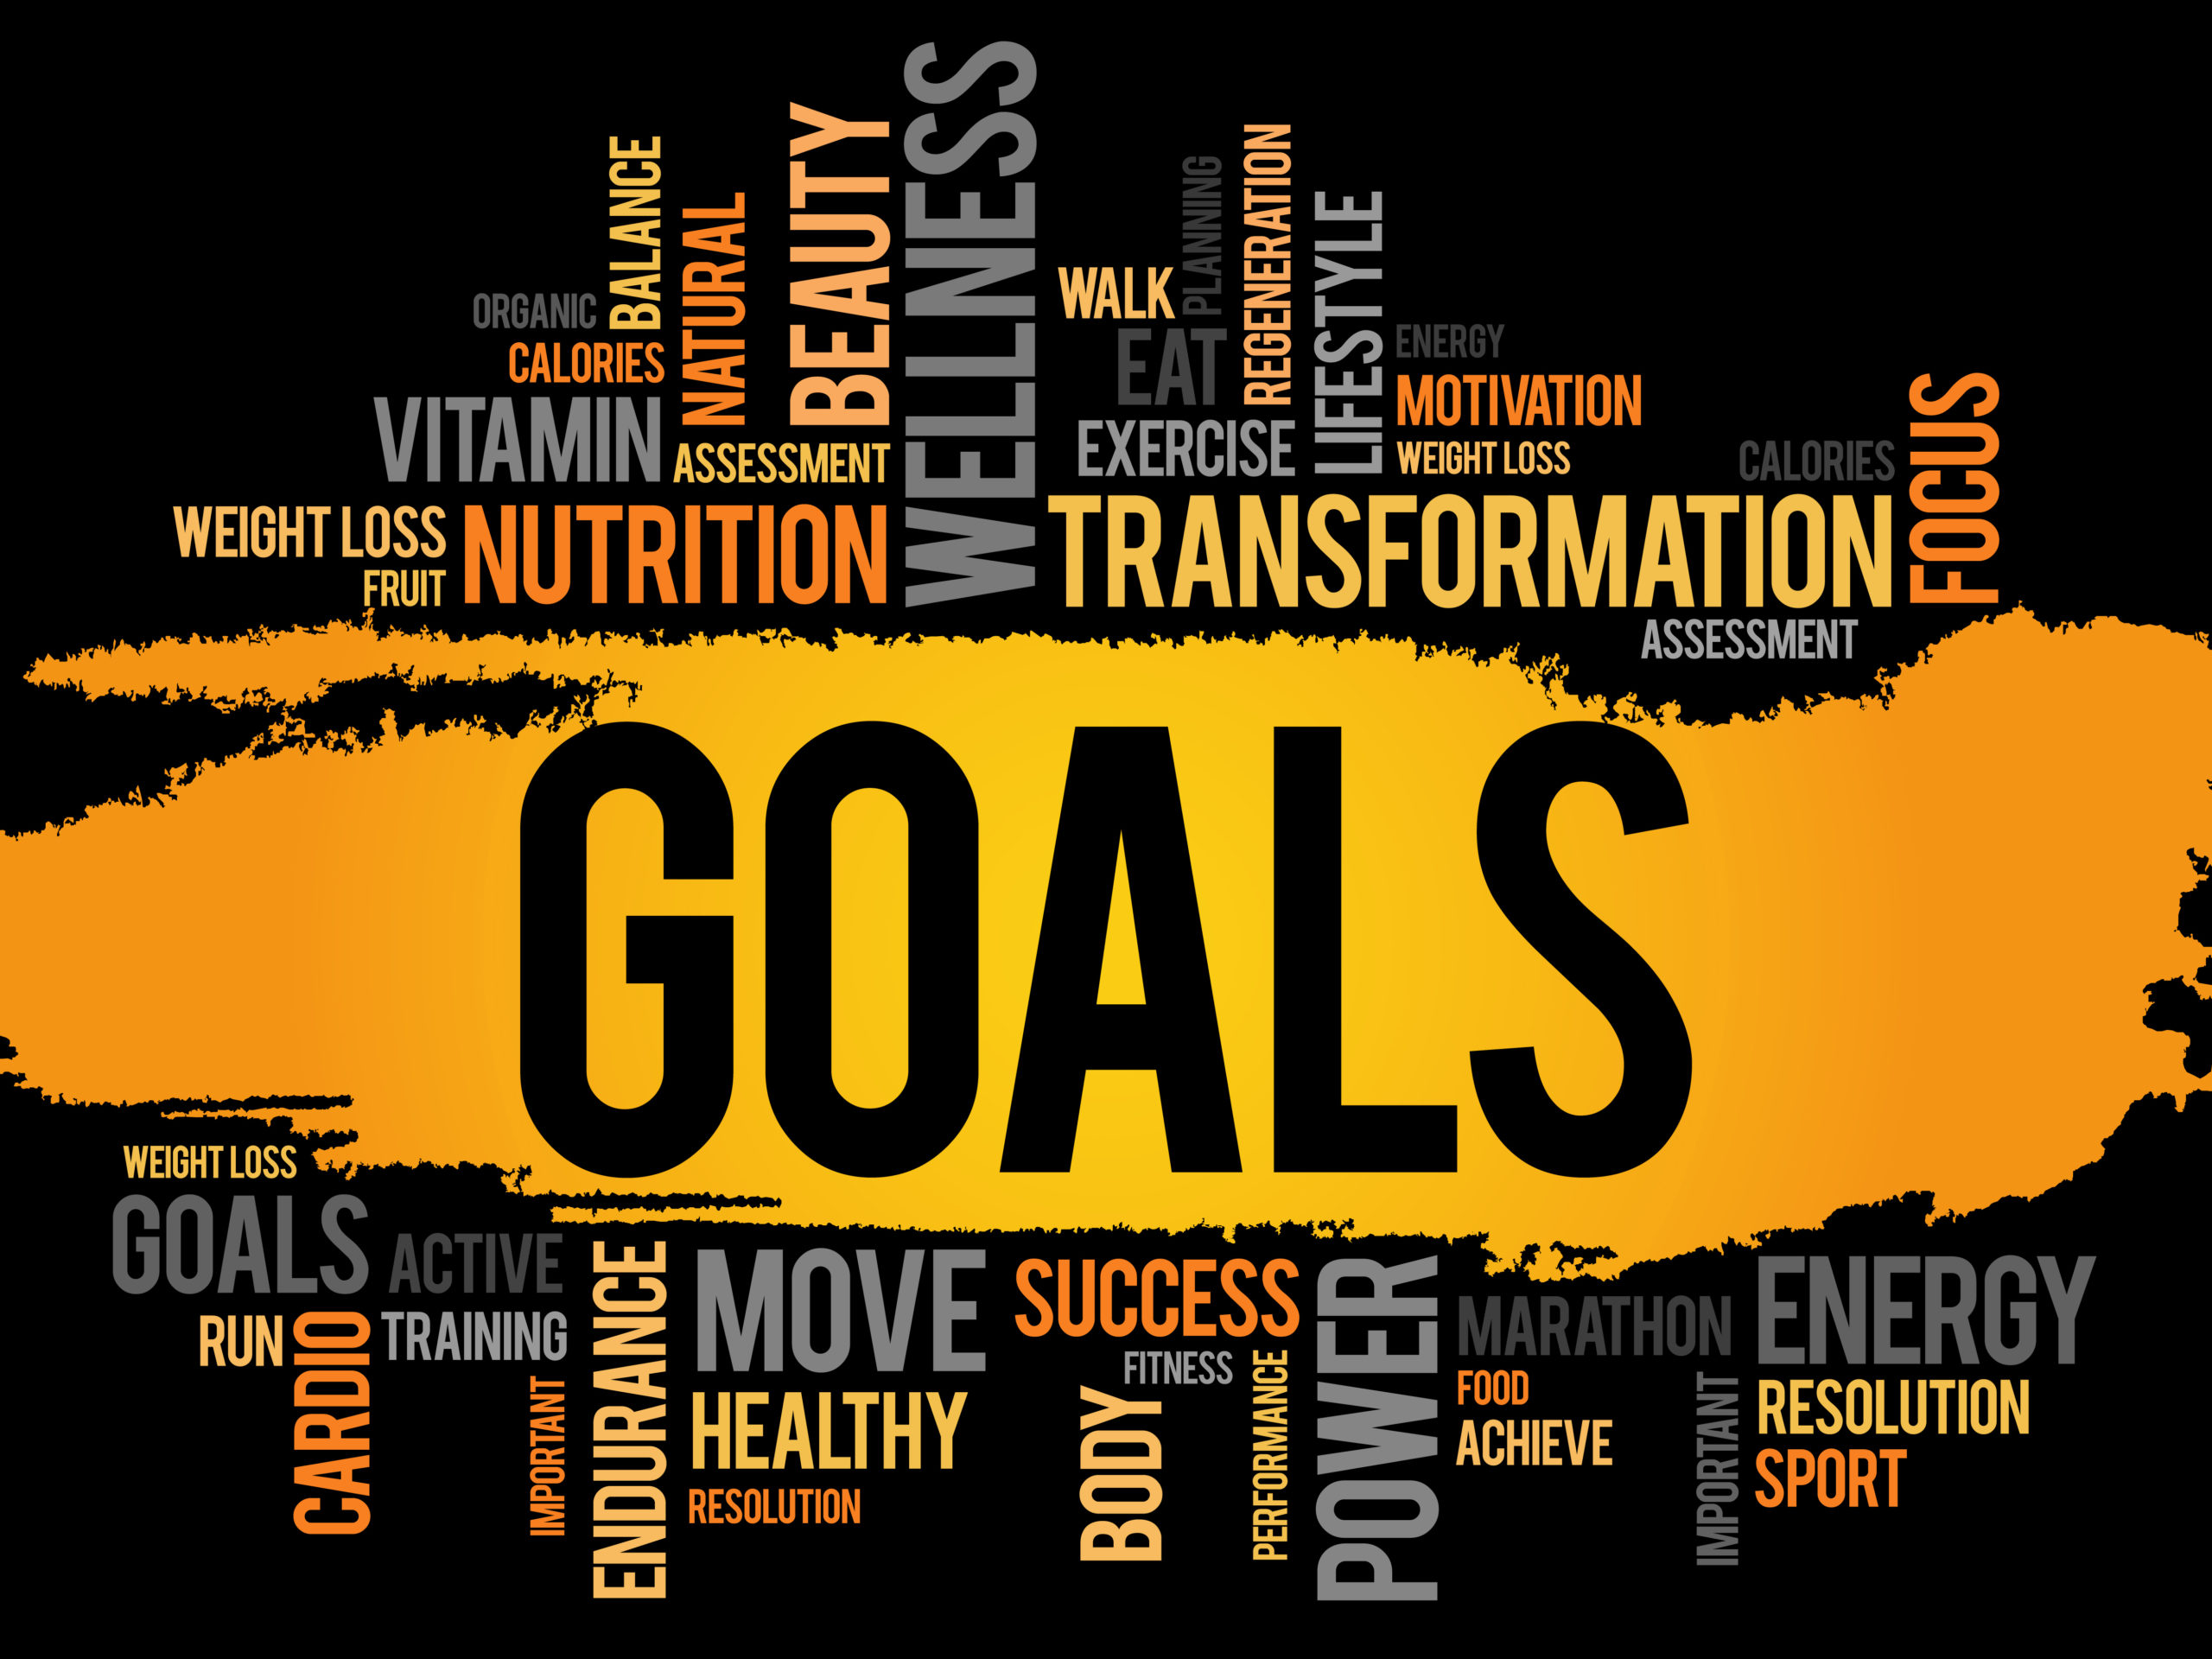 WELLNESS
BEAUTY
BALANCE
NATURAL
ORGANIC
CALORIES
VITAMIN
ASSESSMENT
WEIGHT LOSS
FRUIT
NUTRITION
WALK
PLANNING
REGENERATION
LIFESTYLE
EAT
EXERCISE
ENERGY
MOTIVATION
WEIGHT LOSS
CALORIES
FOCUS
TRANSFORMATION
ASSESSMENT
GOALS
WEIGHT LOSS
GOALS
ACTIVE
RUN
CARDIO
TRAINING
IMPORTANT
ENDURANCE
MOVE
HEALTHY
RESOLUTION
SUCCESS
FITNESS
BODY
PERFORMANCE
POWER
MARATHON
FOOD
ACHIEVE
IMPORTANT
ENERGY
RESOLUTION
SPORT